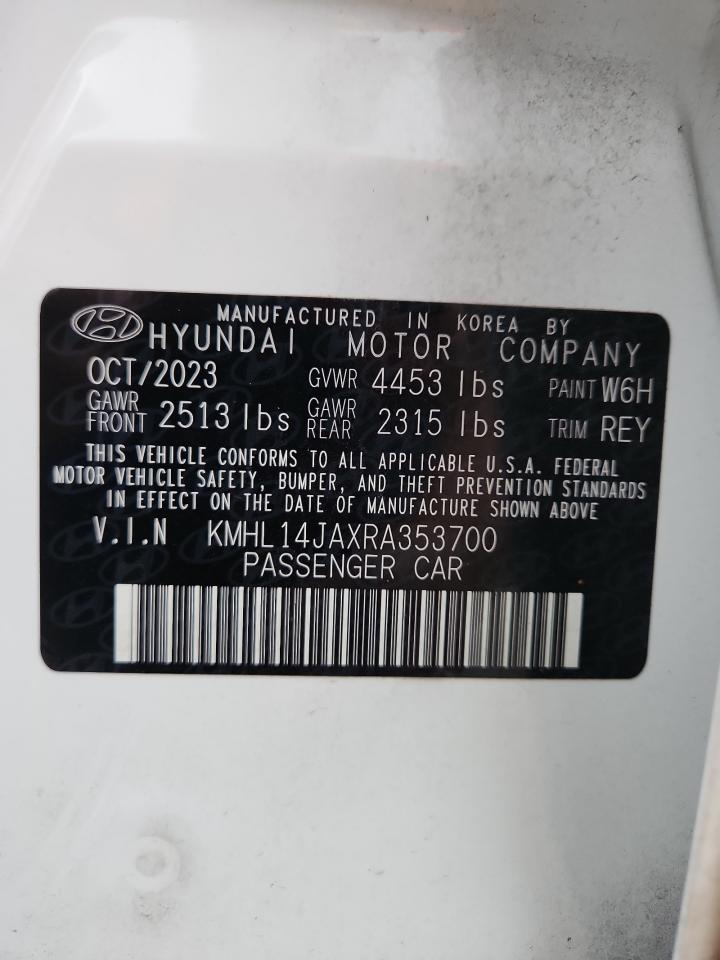 MANUFACTURED IN KOREA BY
HYUNDAI MOTOR COMPANY
OCT/2023 GVWR 4453 lbs PAINT W6H
GAWR FRONT 2513 lbs GAWR REAR 2315 lbs TRIM REY
THIS VEHICLE CONFORMS TO ALL APPLICABLE U.S.A. FEDERAL
MOTOR VEHICLE SAFETY, BUMPER, AND THEFT PREVENTION STANDARDS
IN EFFECT ON THE DATE OF MANUFACTURE SHOWN ABOVE
V.I.N KMHL14JAXRA353700
PASSENGER CAR